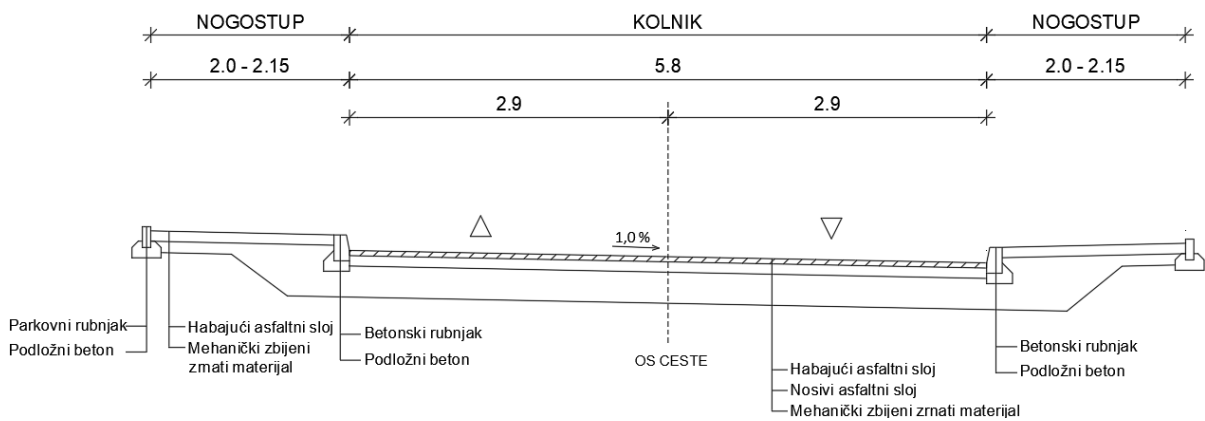 NOGOSTUP
KOLNIK
NOGOSTUP
2.0 - 2.15
5.8
2.0 - 2.15
2.9
2.9
1,0 %
Parkovni rubnjak
Podložni beton
Habajući asfaltni sloj
Mehanički zbijeni
zrnati materijal
Betonski rubnjak
Podložni beton
OS CESTE
Habajući asfaltni sloj
Nosivi asfaltni sloj
Mehanički zbijeni zrnati materijal
Betonski rubnjak
Podložni beton